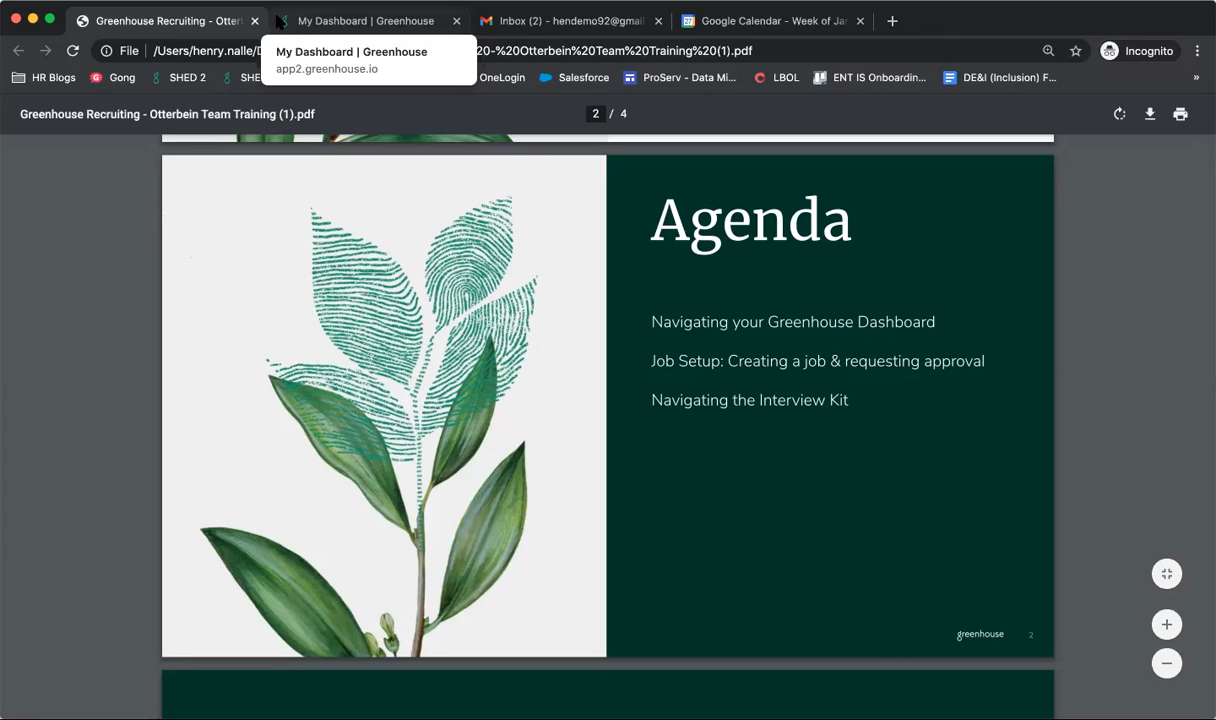 Greenhouse Recruiting - Otterl
My Dashboard | Greenhouse
Inbox (2) - hendemo92@gmail
Google Calendar - Week of Jan
File
/Users/henry.nalle/D
20-%20Otterbein%20Team%20Training%20(1).pdf
Incognito
My Dashboard | Greenhouse
app2.greenhouse.io
HR Blogs
Gong
SHED 2
SHE
OneLogin
Salesforce
ProServ - Data Mi...
LBOL
ENT IS Onboardin...
DE&I (Inclusion) F...
»
Greenhouse Recruiting - Otterbein Team Training (1).pdf
2 / 4
Agenda
Navigating your Greenhouse Dashboard
Job Setup: Creating a job & requesting approval
Navigating the Interview Kit
greenhouse
2